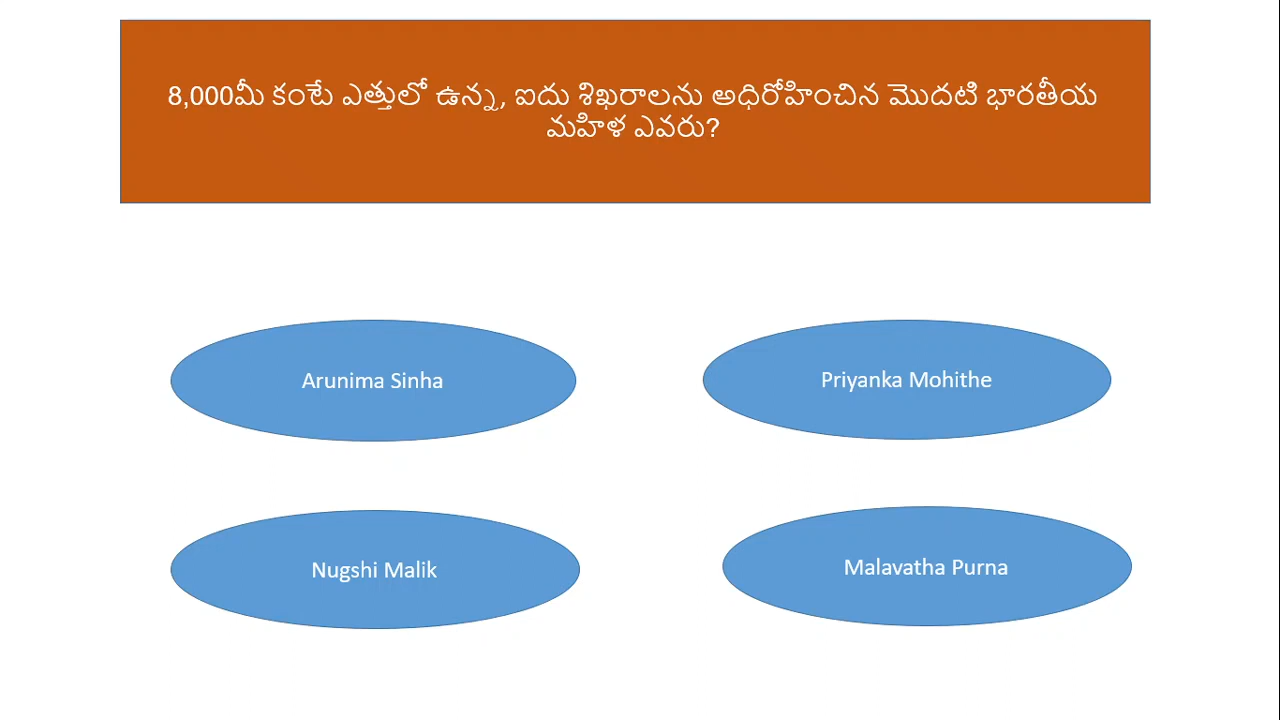 8,000మీ కంటే ఎత్తులో ఉన్న, ఐదు శిఖరాలను అధిరోహించిన మొదటి భారతీయ
మహిళ ఎవరు?
Arunima Sinha
Priyanka Mohithe
Nugshi Malik
Malavatha Purna